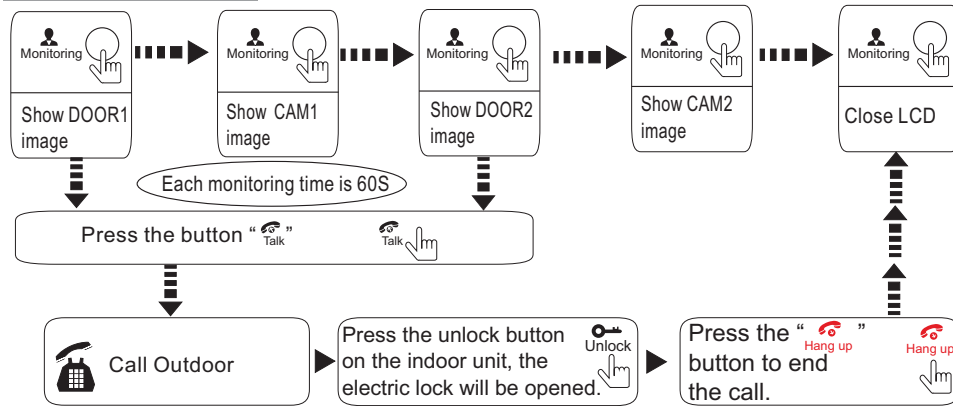 Monitoring
Show DOOR1
image
Monitoring
Show CAM1
image
Monitoring
Show DOOR2
image
Monitoring
Show CAM2
image
Monitoring
Close LCD
Each monitoring time is 60S
Press the button “ Talk ”
Talk
Call Outdoor
Press the unlock button
on the indoor unit, the
electric lock will be opened.
Unlock
Press the “ Hang up ”
button to end
the call.
Hang up